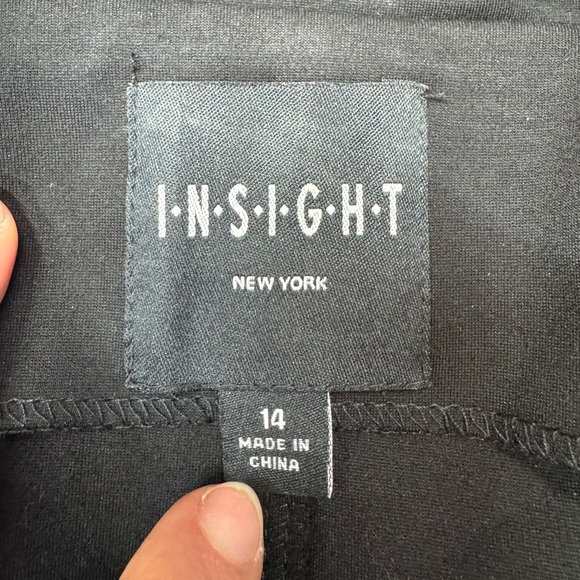 I·N·S·I·G·H·T
NEW YORK
14
MADE IN
CHINA